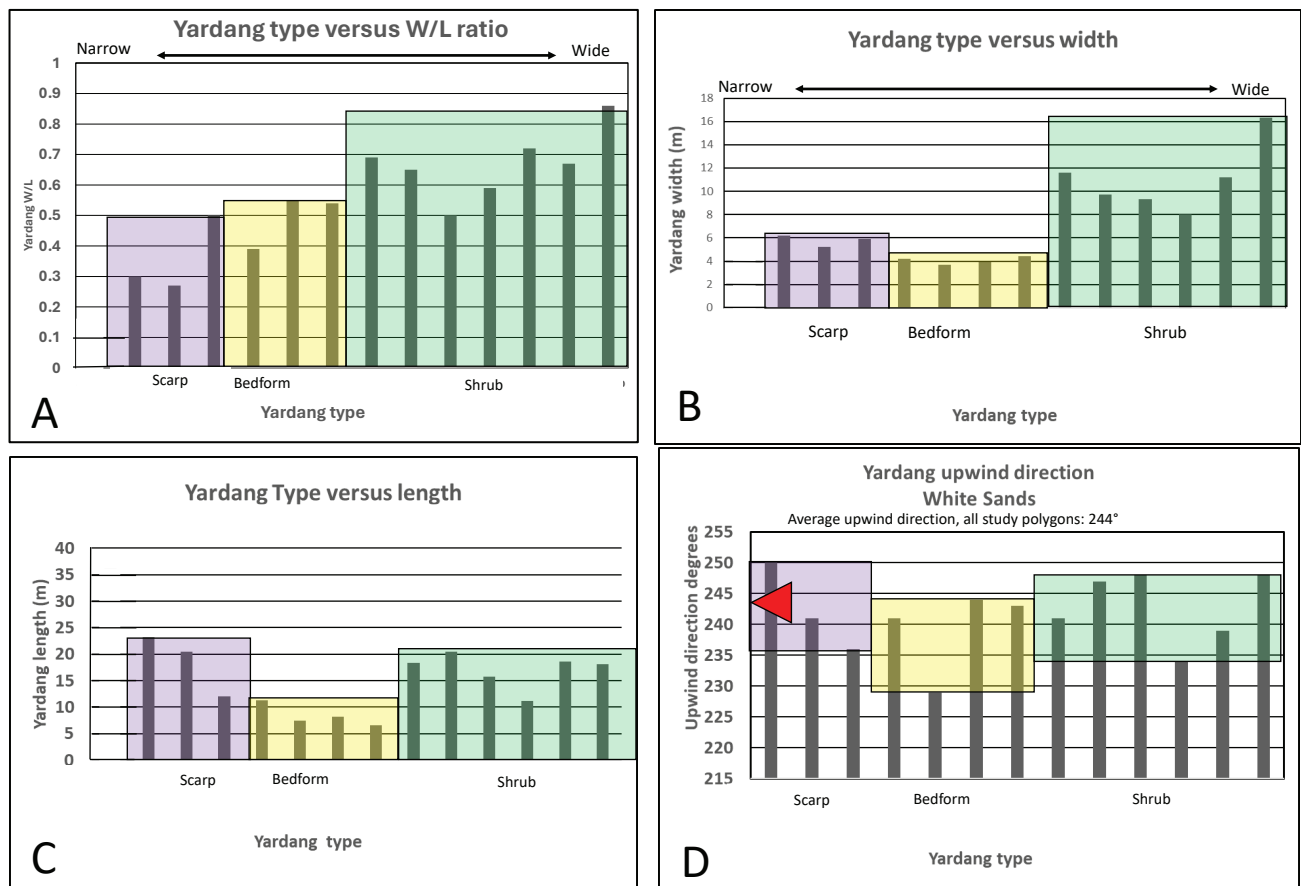 Yardang type versus W/L ratio
Narrow
Wide
1
0.9
0.8
0.7
0.6
0.5
0.4
0.3
0.2
0.1
0
Yardang W/L
Scarp
Bedform
Shrub
Yardang type
A
Yardang type versus width
Narrow
Wide
18
16
14
12
10
8
6
4
2
0
Yardang width (m)
Scarp
Bedform
Shrub
Yardang type
B
Yardang Type versus length
40
35
30
25
20
15
10
5
0
Yardang length (m)
Scarp
Bedform
Shrub
Yardang type
C
Yardang upwind direction
White Sands
Average upwind direction, all study polygons: 244°
255
250
245
240
235
230
225
220
215
Upwind direction degrees
Scarp
Bedform
Shrub
Yardang type
D